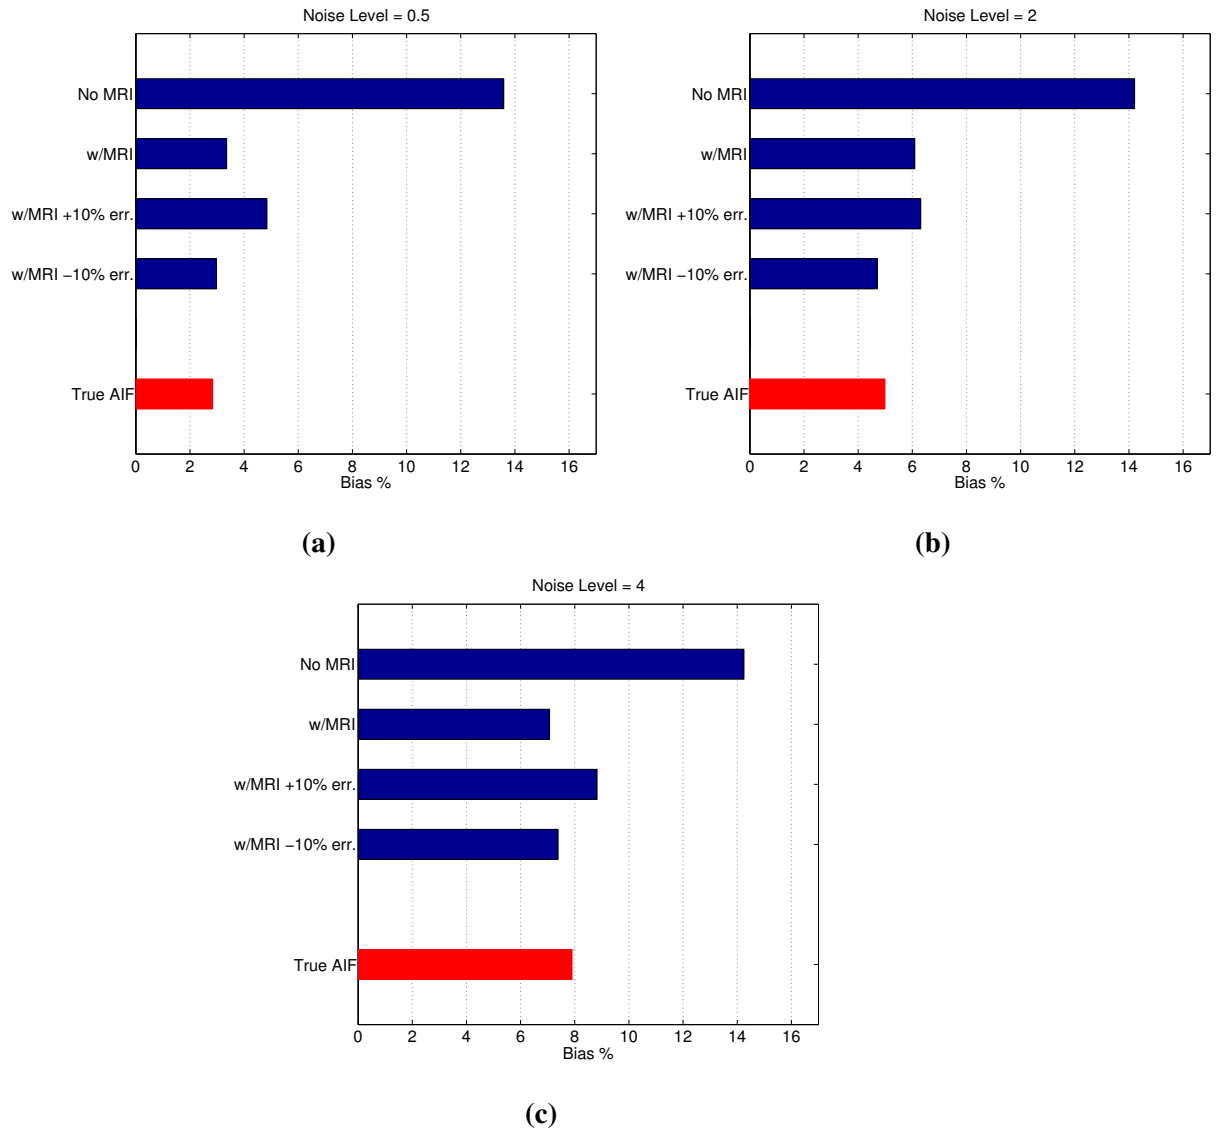 Noise Level = 0.5
No MRI
w/MRI
w/MRI +10% err.
w/MRI −10% err.
True AIF
0 2 4 6 8 10 12 14 16
Bias %
(a)
Noise Level = 2
No MRI
w/MRI
w/MRI +10% err.
w/MRI −10% err.
True AIF
0 2 4 6 8 10 12 14 16
Bias %
(b)
Noise Level = 4
No MRI
w/MRI
w/MRI +10% err.
w/MRI −10% err.
True AIF
0 2 4 6 8 10 12 14 16
Bias %
(c)